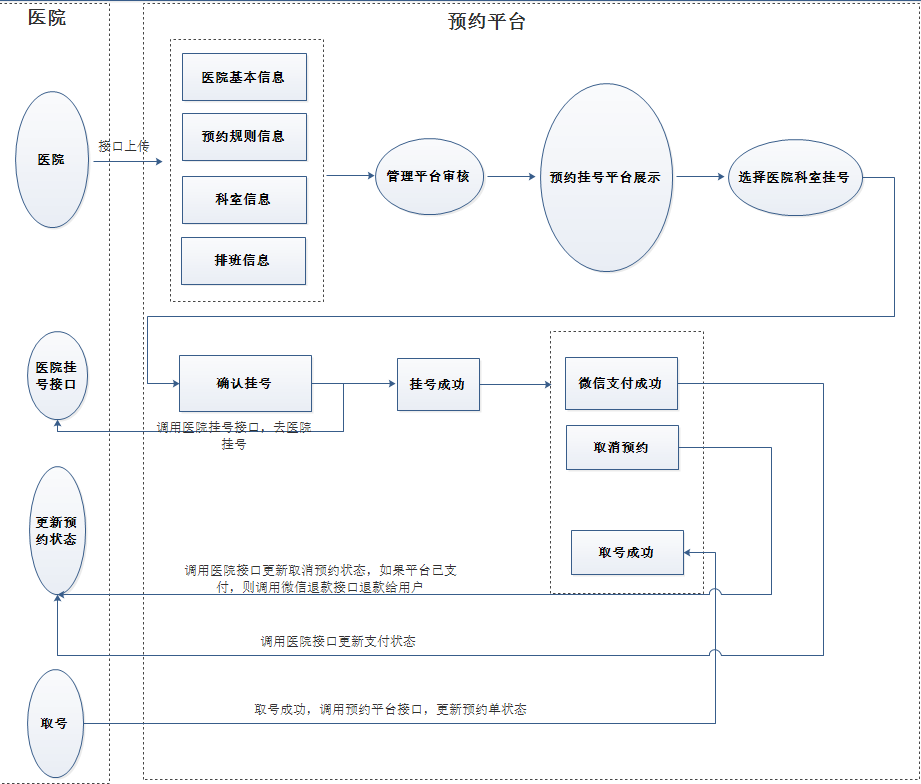 医院
预约平台
医院基本信息
预约规则信息
科室信息
排班信息
医院
接口上传
管理平台审核
预约挂号平台展示
选择医院科室挂号
医院挂
号接口
确认挂号
挂号成功
微信支付成功
取消预约
取号成功
调用医院挂号接口，去医院
挂号
更新预
约状态
调用医院接口更新取消预约状态，如果平台已支
付，则调用微信退款接口退款给用户
调用医院接口更新支付状态
取号
取号成功，调用预约平台接口，更新预约单状态